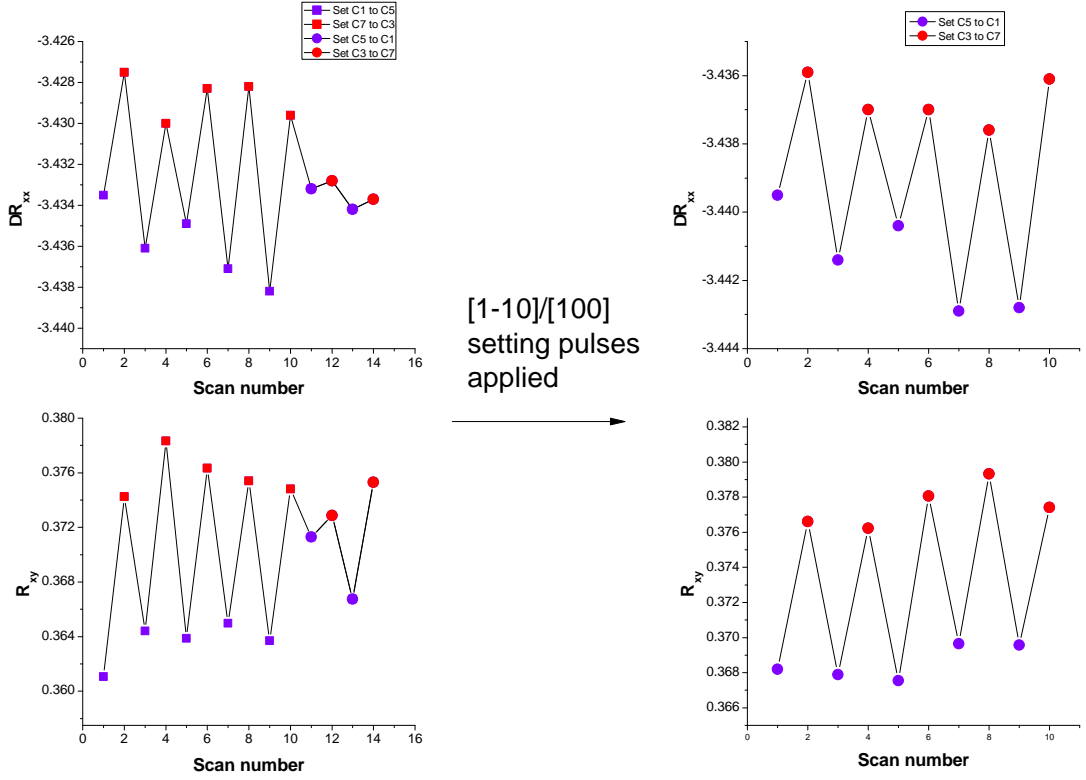 Set C1 to C5
Set C7 to C3
Set C5 to C1
Set C3 to C7
-3.426
-3.428
-3.430
-3.432
-3.434
-3.436
-3.438
-3.440
DR_xx
0 2 4 6 8 10 12 14 16
Scan number
Set C5 to C1
Set C3 to C7
-3.436
-3.438
-3.440
-3.442
-3.444
DR_xx
0 2 4 6 8 10
Scan number
[1-10]/[100]
setting pulses
applied
0.380
0.376
0.372
0.368
0.364
0.360
R_xy
0 2 4 6 8 10 12 14 16
Scan number
0.382
0.380
0.378
0.376
0.374
0.372
0.370
0.368
0.366
R_xy
0 2 4 6 8 10
Scan number